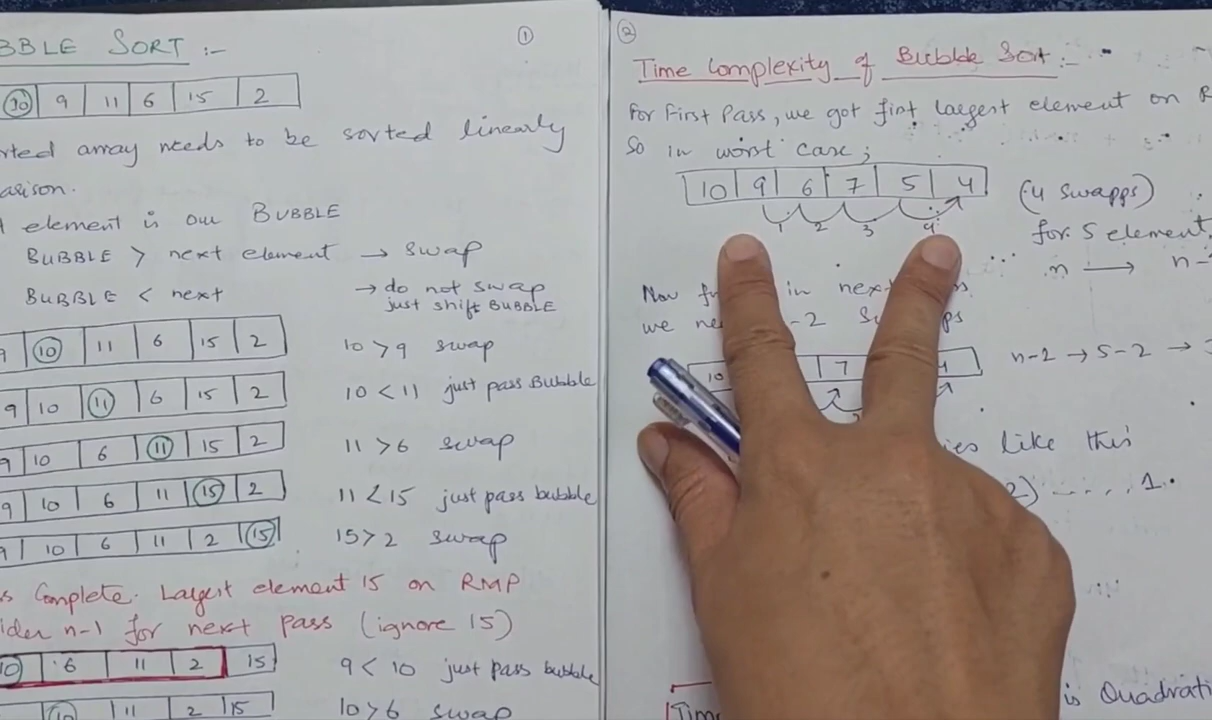 ①
BBLE SORT :-
10 9 11 6 15 2
rted array needs to be sorted linearly
arison.
element is our BUBBLE
BUBBLE > next element → swap
BUBBLE < next → do not swap
just shift BUBBLE
9 10 11 6 15 2 10>9 swap
9 10 11 6 15 2 10<11 just pass Bubble
9 10 6 11 15 2 11>6 swap
9 10 6 11 15 2 11<15 just pass bubble
9 10 6 11 2 15 15>2 swap
s Complete. Largest element 15 on RMP
ider n-1 for next pass (ignore 15)
10 6 11 2 15 9<10 just pass bubble
10 11 2 15 10>6 swap
②
Time Complexity of Bubble Sort :-
For First Pass, we got first largest element on R
So in worst case;
10 9 6 7 5 4 (4 swapps)
1 2 3 4 for 5 element,
n → n-
Now in next
we ne -2 S ps
10 7 4 n-2 → 5-2 →
ies like this
2) ..... 1.
is Quadrati
Time